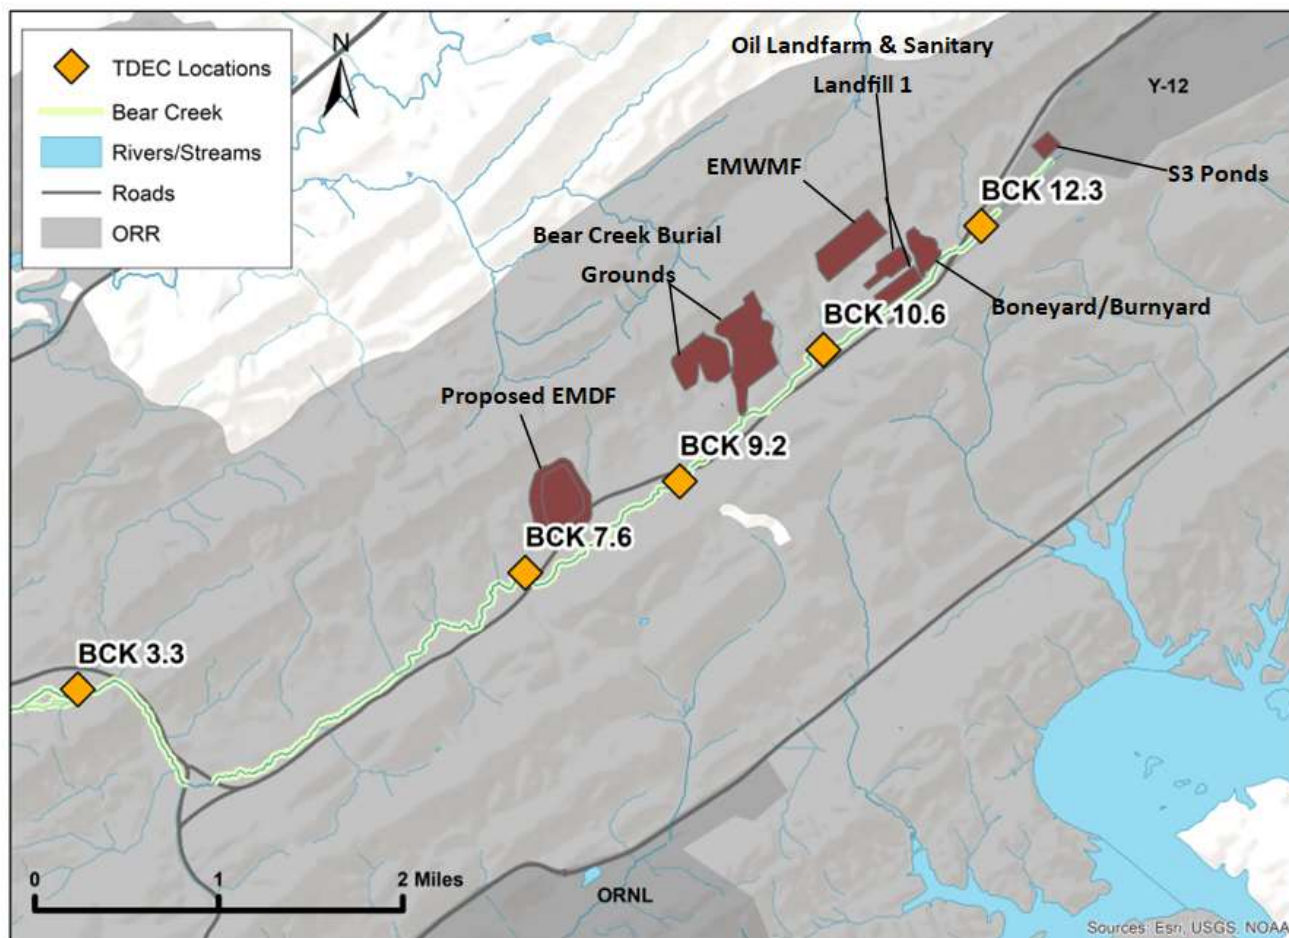 TDEC Locations
Bear Creek
Rivers/Streams
Roads
ORR
N
Oil Landfarm & Sanitary
Landfill 1
Y-12
EMWMF
S3 Ponds
BCK 12.3
Bear Creek Burial
Grounds
Boneyard/Burnyard
BCK 10.6
Proposed EMDF
BCK 9.2
BCK 7.6
BCK 3.3
0 1 2 Miles
ORNL
Sources: Esri, USGS, NOAA